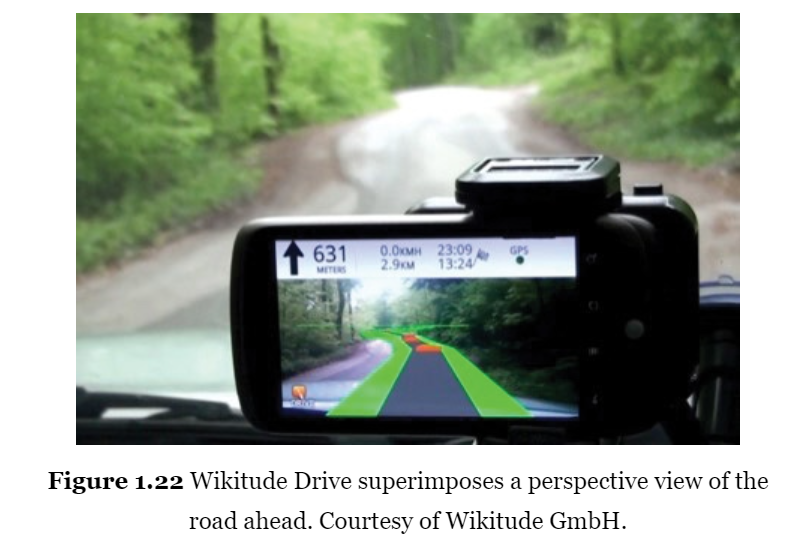 631
METERS
0.0KMH
2.9KM
23:09
13:24
GPS
Figure 1.22 Wikitude Drive superimposes a perspective view of the
road ahead. Courtesy of Wikitude GmbH.